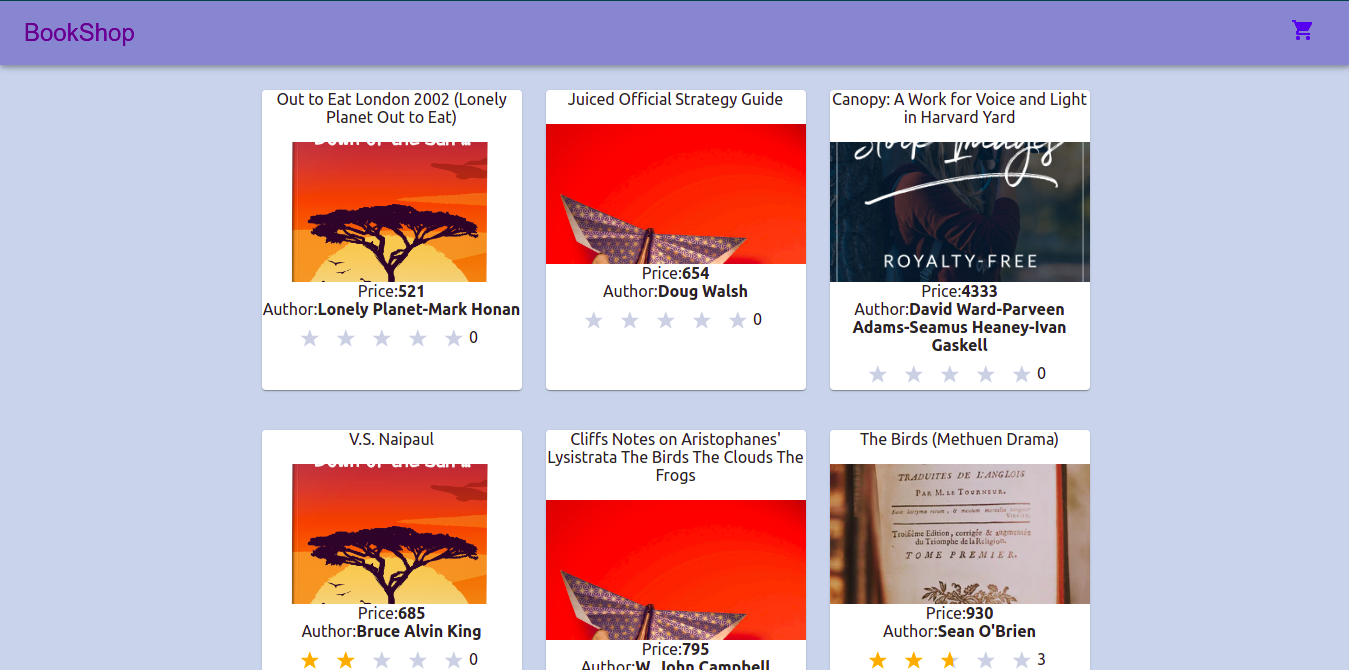 BookShop
Out to Eat London 2002 (Lonely
Planet Out to Eat)
Price:521
Author:Lonely Planet-Mark Honan
0
Juiced Official Strategy Guide
Price:654
Author:Doug Walsh
0
Canopy: A Work for Voice and Light
in Harvard Yard
Stock Images
ROYALTY-FREE
Price:4333
Author:David Ward-Parveen
Adams-Seamus Heaney-Ivan
Gaskell
0
V.S. Naipaul
Price:685
Author:Bruce Alvin King
0
Cliffs Notes on Aristophanes'
Lysistrata The Birds The Clouds The
Frogs
Price:795
Author:W. John Campbell
The Birds (Methuen Drama)
TRADUITES DE L'ANGLOIS
PAR M. LE TOURNEUR.
Troisième Edition, corrigée & augmentée
du Triomphe de la Religion.
TOME PREMIER.
Price:930
Author:Sean O'Brien
3